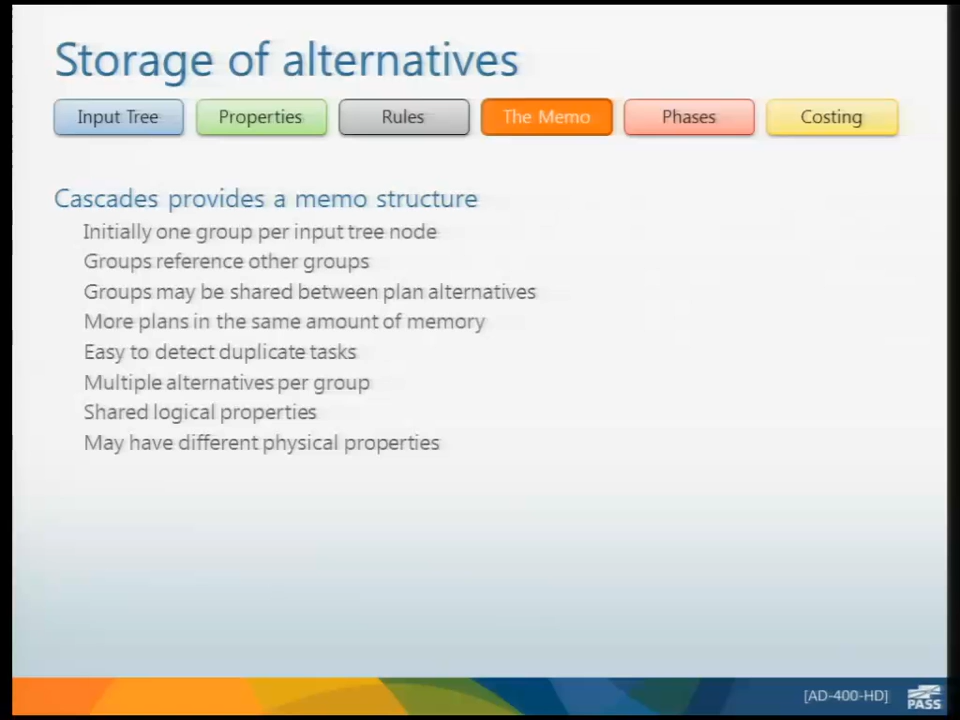 Storage of alternatives
Input Tree
Properties
Rules
The Memo
Phases
Costing
Cascades provides a memo structure
Initially one group per input tree node
Groups reference other groups
Groups may be shared between plan alternatives
More plans in the same amount of memory
Easy to detect duplicate tasks
Multiple alternatives per group
Shared logical properties
May have different physical properties
[AD-400-HD]
PASS